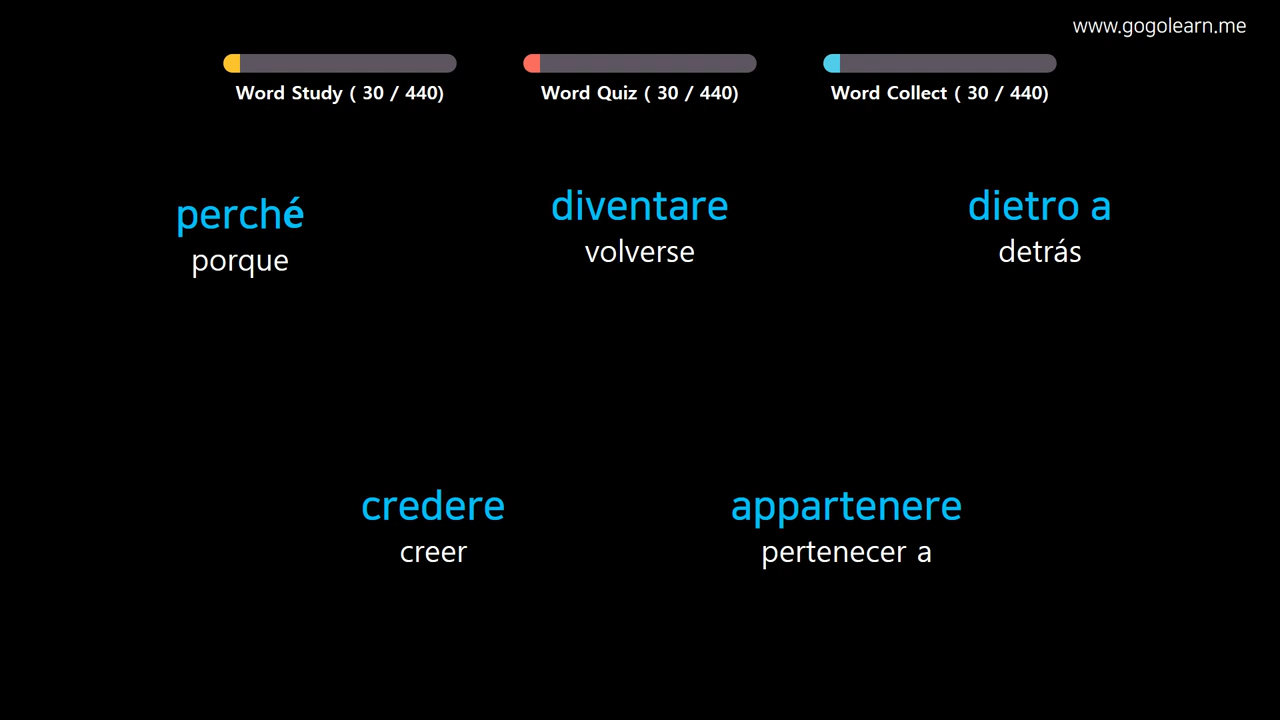 www.gogolearn.me
Word Study ( 30 / 440)
Word Quiz ( 30 / 440)
Word Collect ( 30 / 440)
perché
porque
diventare
volverse
dietro a
detrás
credere
creer
appartenere
pertenecer a